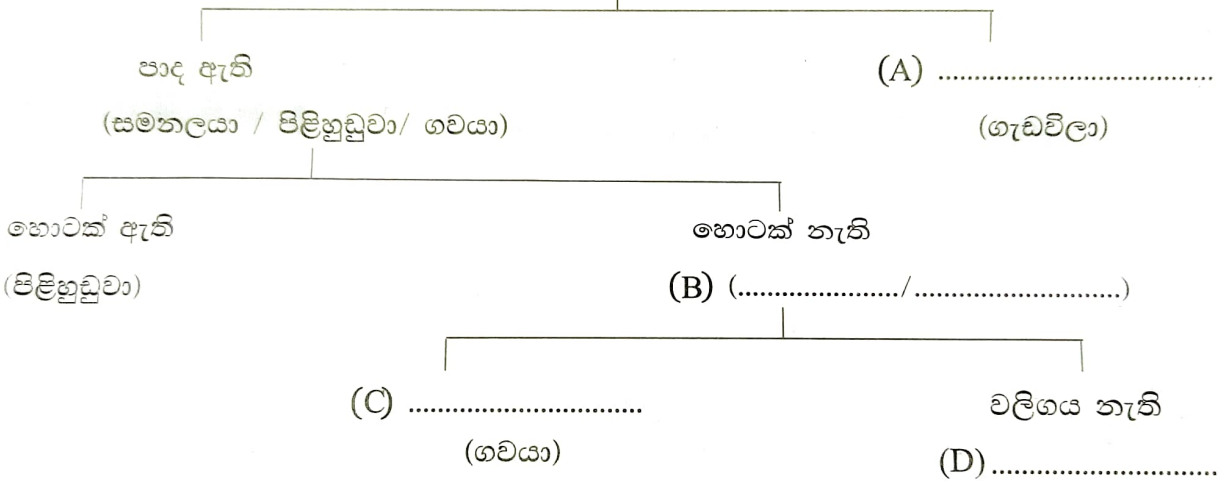 පාද ඇති
(A) ....................................
(සමනලයා / පිළිහුඩුවා/ ගවයා)
(ගැඩවිලා)
හොටක් ඇති
හොටක් නැති
(පිළිහුඩුවා)
(B) (...................../...........................)
(C) ...............................
වලිගය නැති
(ගවයා)
(D)..............................